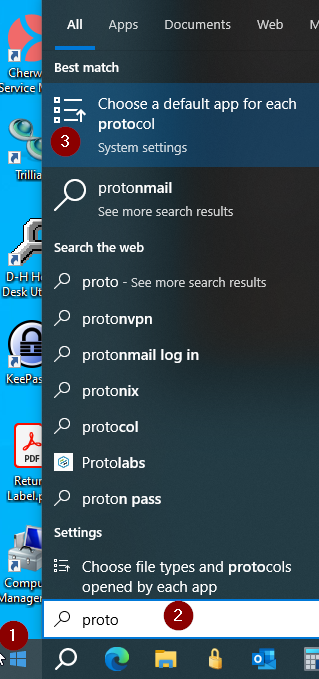 All Apps Documents Web M
Best match
Choose a default app for each
protocol
System settings
3
protonmail
See more search results
Search the web
proto - See more search results
protonvpn
protonmail log in
protonix
protocol
Protolabs
proton pass
Settings
Choose file types and protocols
opened by each app
proto
2
1
Cherw
Service M
Trillia
D-H He
Desk Uti
KeePas
PDF
Retur
Label.p
Compu
Manage